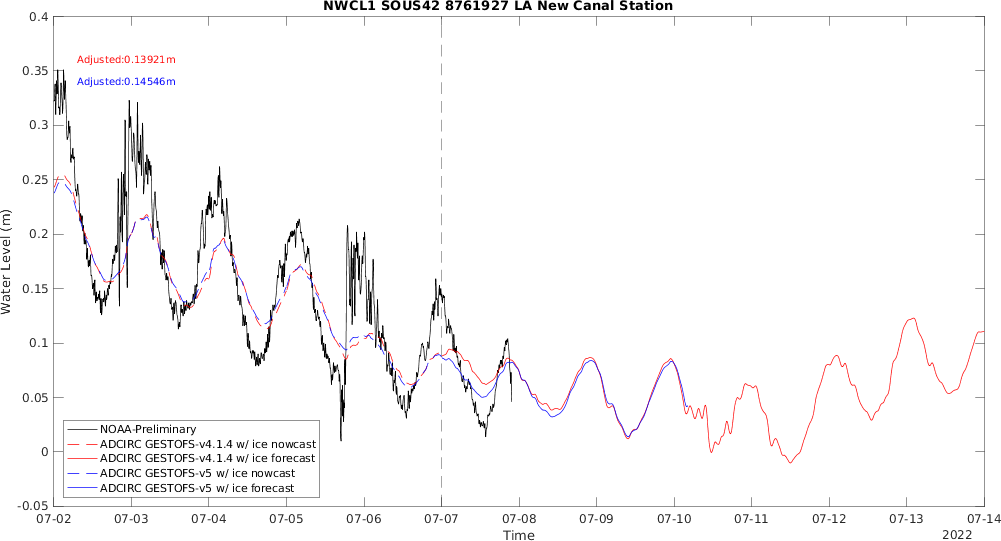 NWCL1 SOUS42 8761927 LA New Canal Station
Adjusted:0.13921m
Adjusted:0.14546m
Water Level (m)
0.4
0.35
0.3
0.25
0.2
0.15
0.1
0.05
0
-0.05
NOAA-Preliminary
ADCIRC GESTOFS-v4.1.4 w/ ice nowcast
ADCIRC GESTOFS-v4.1.4 w/ ice forecast
ADCIRC GESTOFS-v5 w/ ice nowcast
ADCIRC GESTOFS-v5 w/ ice forecast
07-02 07-03 07-04 07-05 07-06 07-07 07-08 07-09 07-10 07-11 07-12 07-13 07-14
Time
2022